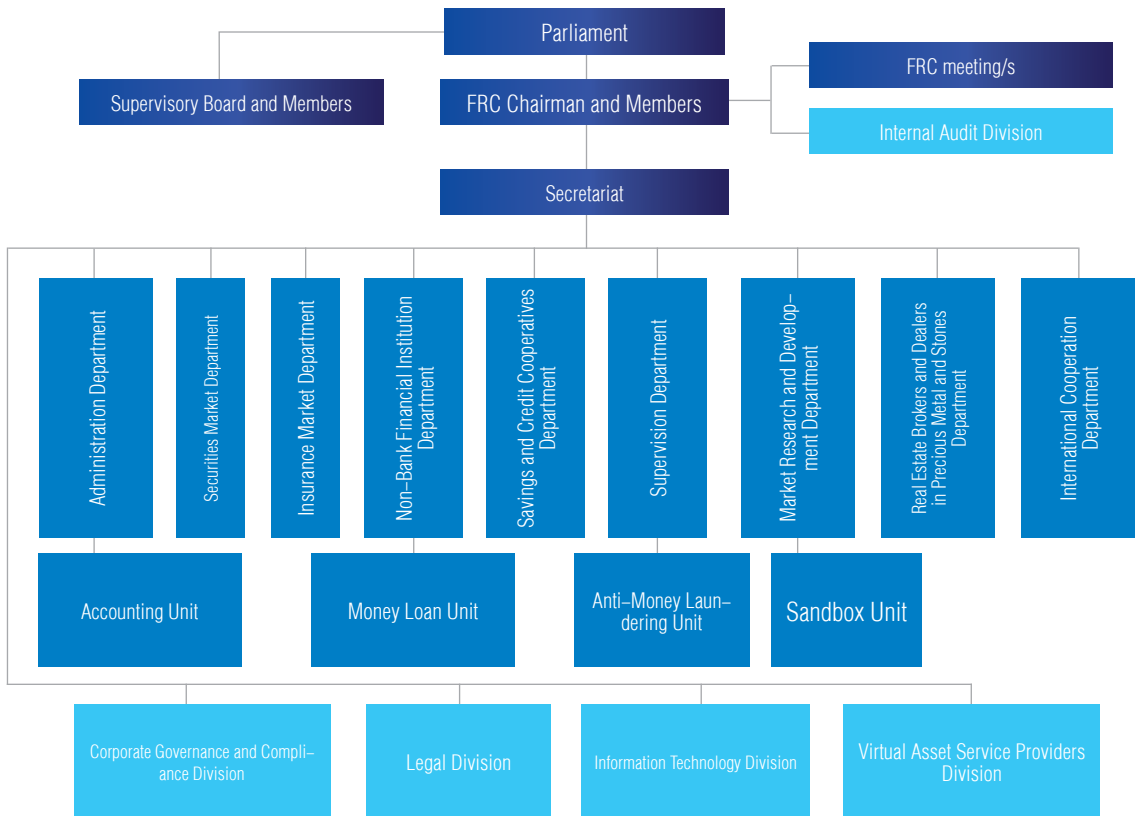 Parliament
Supervisory Board and Members
FRC Chairman and Members
FRC meeting/s
Internal Audit Division
Secretariat
Administration Department
Securities Market Department
Insurance Market Department
Non–Bank Financial Institution
Department
Savings and Credit Cooperatives
Department
Supervision Department
Market Research and Develop–
ment Department
Real Estate Brokers and Dealers
in Precious Metal and Stones
Department
International Cooperation
Department
Accounting Unit
Money Loan Unit
Anti–Money Laun–
dering Unit
Sandbox Unit
Corporate Governance and Compli–
ance Division
Legal Division
Information Technology Division
Virtual Asset Service Providers
Division